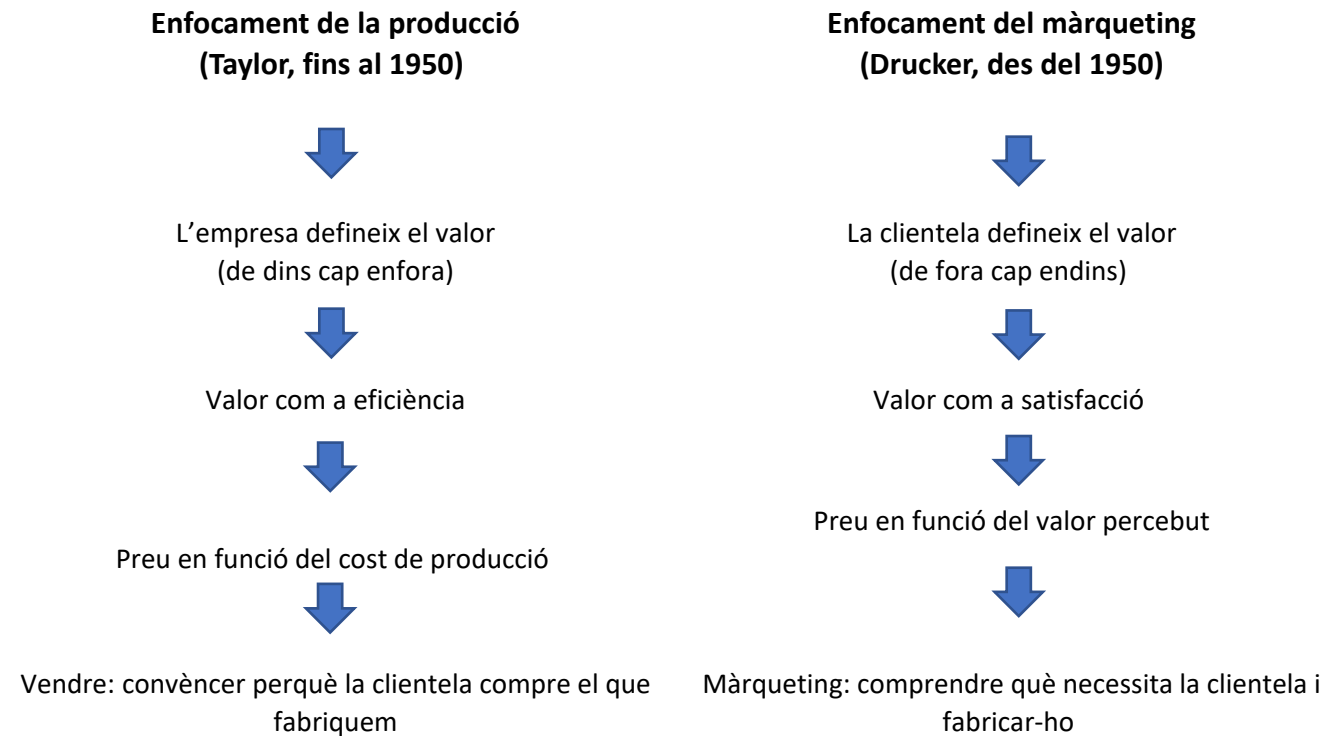 Enfocament de la producció
(Taylor, fins al 1950)
L’empresa defineix el valor
(de dins cap enfora)
Valor com a eficiència
Preu en funció del cost de producció
Vendre: convèncer perquè la clientela compre el que
fabriquem
Enfocament del màrqueting
(Drucker, des del 1950)
La clientela defineix el valor
(de fora cap endins)
Valor com a satisfacció
Preu en funció del valor percebut
Màrqueting: comprendre què necessita la clientela i
fabricar-ho